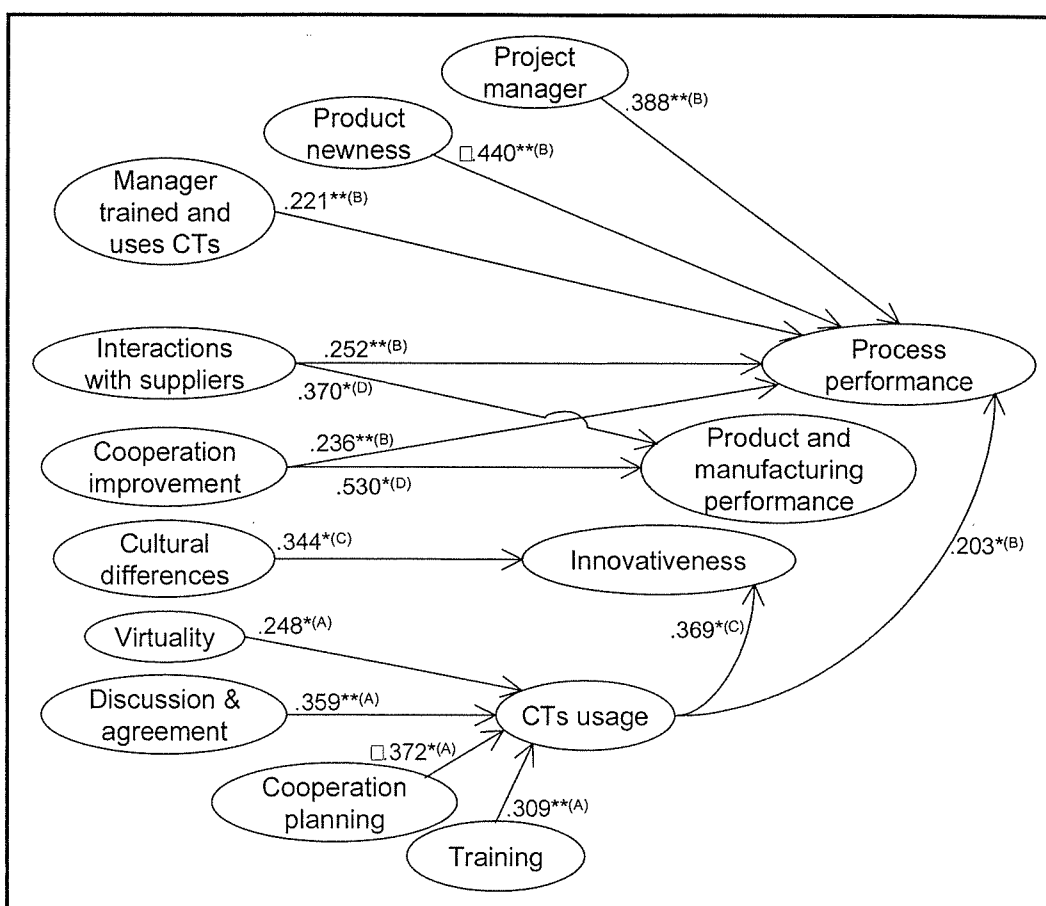 Project
manager
.388**(B)
Product
newness
□.440**(B)
Manager
trained and
uses CTs
.221**(B)
Interactions
with suppliers
.252**(B)
.370*(D)
Process
performance
Cooperation
improvement
.236**(B)
.530*(D)
Product and
manufacturing
performance
Cultural
differences
.344*(C)
Innovativeness
.203*(B)
Virtuality
.248*(A)
.369*(C)
Discussion &
agreement
.359**(A)
CTs usage
□.372*(A)
Cooperation
planning
.309**(A)
Training